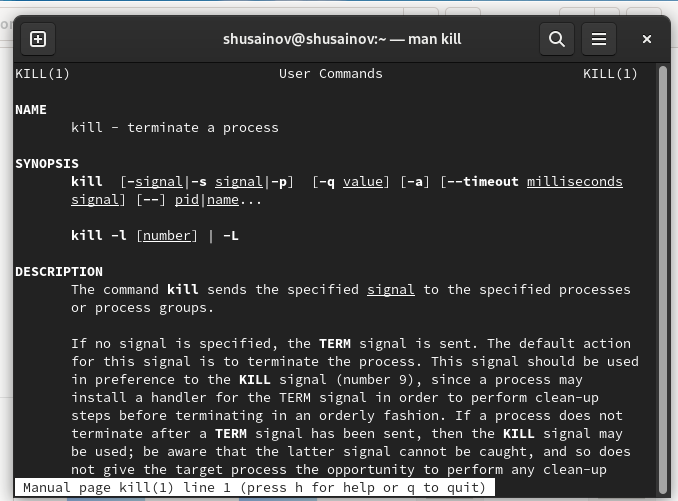 shusainov@shusainov:~ — man kill
KILL(1) User Commands KILL(1)
NAME
kill - terminate a process
SYNOPSIS
kill [-signal|-s signal|-p] [-q value] [-a] [--timeout milliseconds
signal] [--] pid|name...
kill -l [number] | -L
DESCRIPTION
The command kill sends the specified signal to the specified processes
or process groups.
If no signal is specified, the TERM signal is sent. The default action
for this signal is to terminate the process. This signal should be used
in preference to the KILL signal (number 9), since a process may
install a handler for the TERM signal in order to perform clean-up
steps before terminating in an orderly fashion. If a process does not
terminate after a TERM signal has been sent, then the KILL signal may
be used; be aware that the latter signal cannot be caught, and so does
not give the target process the opportunity to perform any clean-up
Manual page kill(1) line 1 (press h for help or q to quit)